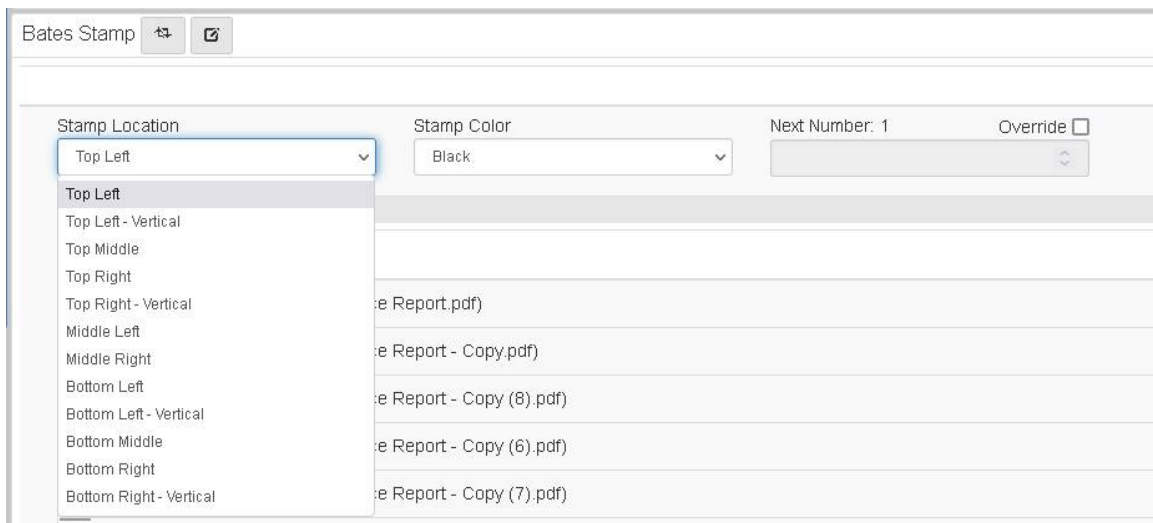 Bates Stamp
Stamp Location Stamp Color Next Number: 1 Override
Top Left Black
Top Left
Top Left - Vertical
Top Middle
Top Right
Top Right - Vertical
e Report.pdf)
Middle Left
Middle Right
e Report - Copy.pdf)
Bottom Left
e Report - Copy (8).pdf)
Bottom Left - Vertical
Bottom Middle
e Report - Copy (6).pdf)
Bottom Right
Bottom Right - Vertical
e Report - Copy (7).pdf)